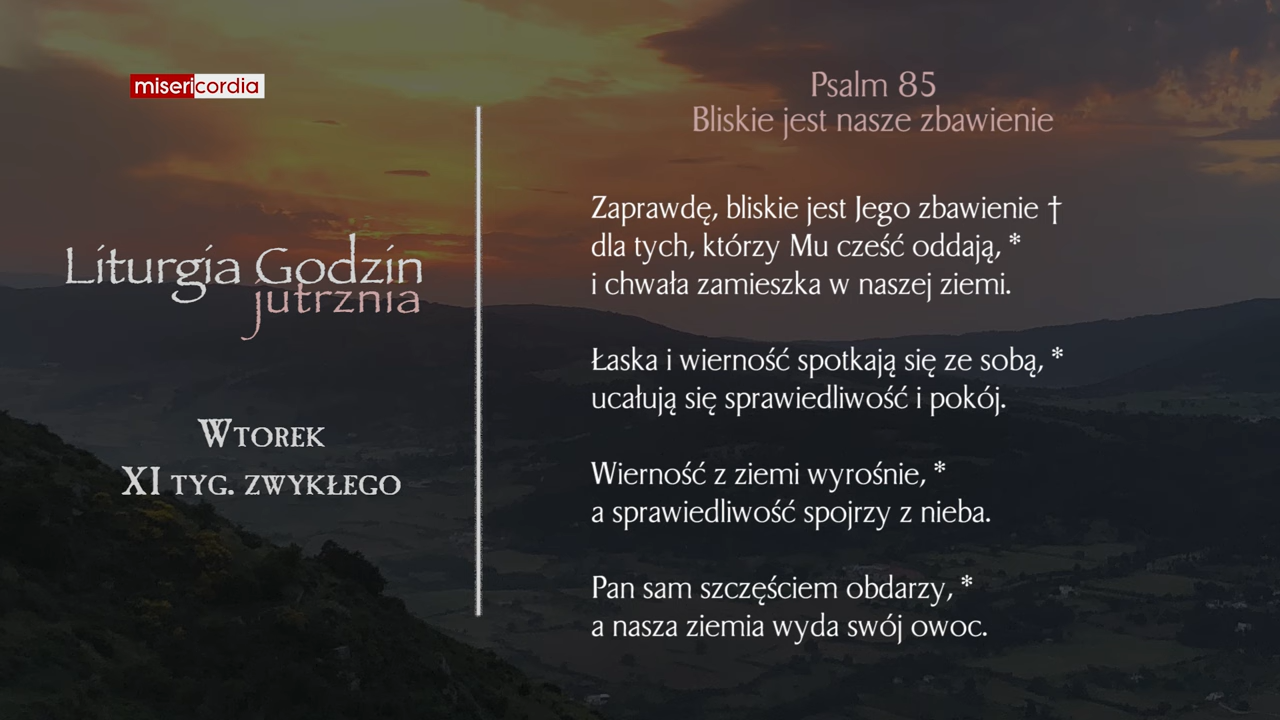 misericordia
Liturgia Godzin
jutrznia
Wtorek
XI tyg. zwykłego
Psalm 85
Bliskie jest nasze zbawienie
Zaprawdę, bliskie jest Jego zbawienie †
dla tych, którzy Mu cześć oddają, *
i chwała zamieszka w naszej ziemi.
Łaska i wierność spotkają się ze sobą, *
ucałują się sprawiedliwość i pokój.
Wierność z ziemi wyrośnie, *
a sprawiedliwość spojrzy z nieba.
Pan sam szczęściem obdarzy, *
a nasza ziemia wyda swój owoc.